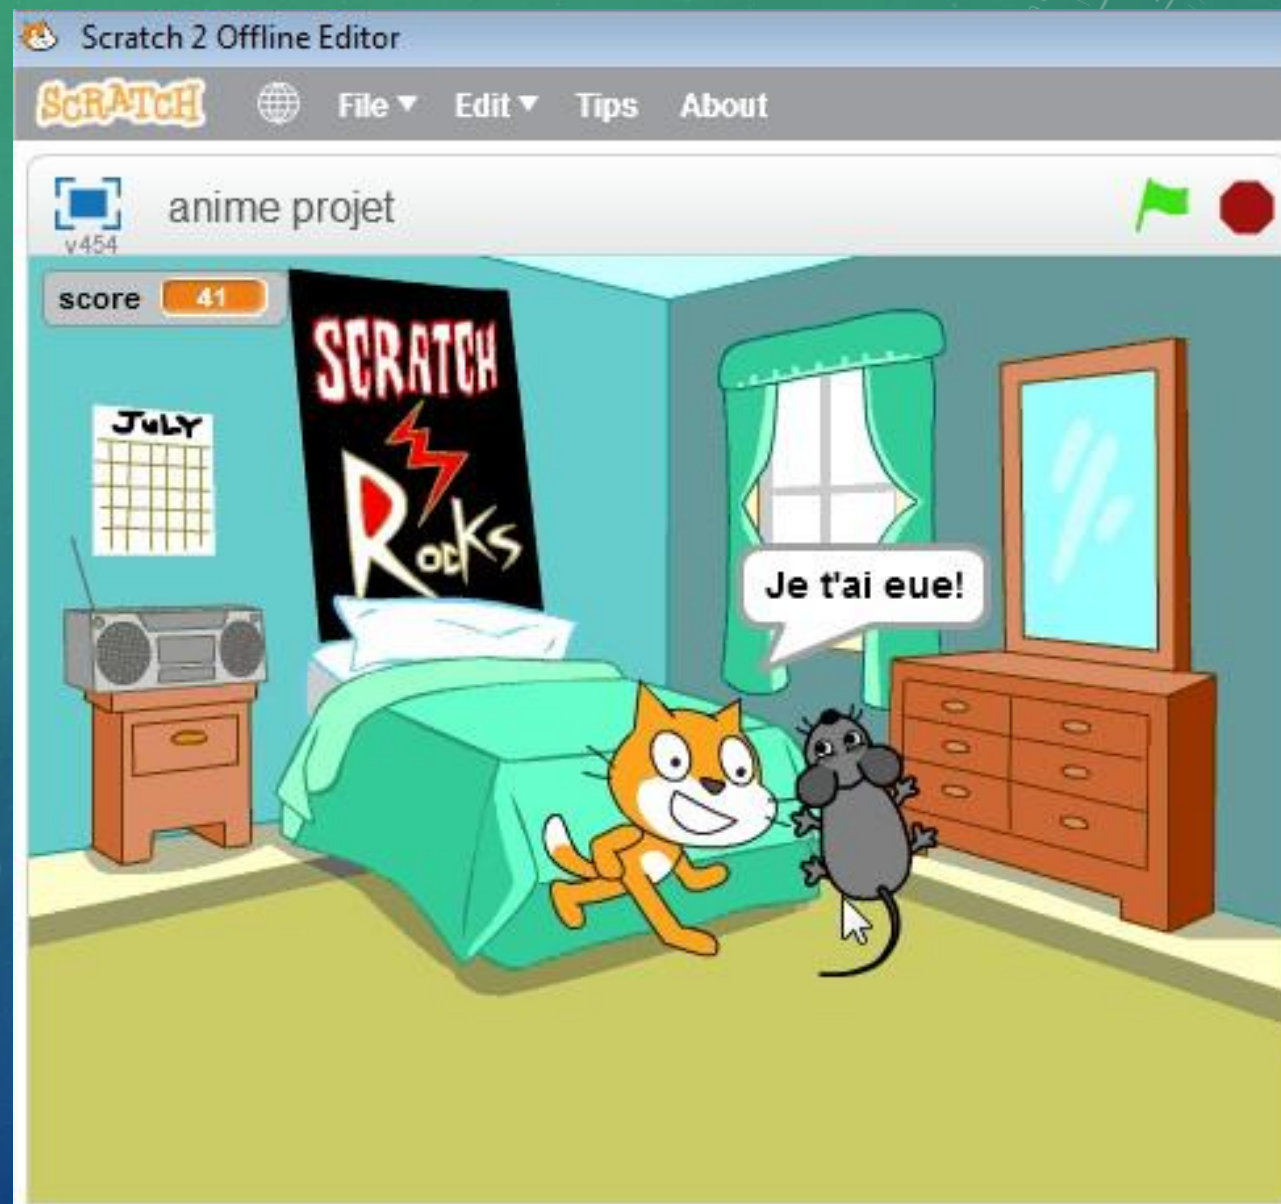 Scratch 2 Offline Editor
SCRATCH File Edit Tips About
anime projet
v454
score 41
SCRATCH
ROCKS
JULY
Je t'ai eue!